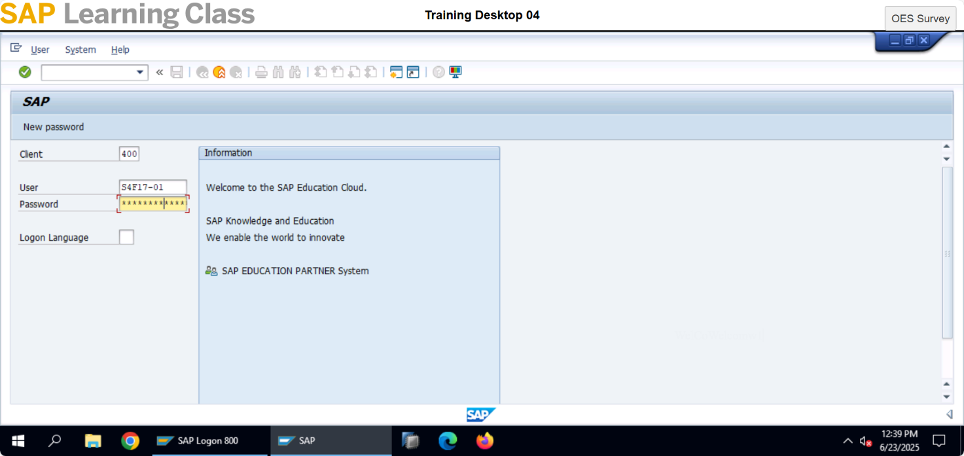 SAP Learning Class
Training Desktop 04
OES Survey
User System Help
SAP
New password
Client 400
Information
User S4F17-01
Welcome to the SAP Education Cloud.
Password ************
SAP Knowledge and Education
Logon Language
We enable the world to innovate
SAP EDUCATION PARTNER System
SAP
SAP Logon 800
SAP
12:39 PM
6/23/2025